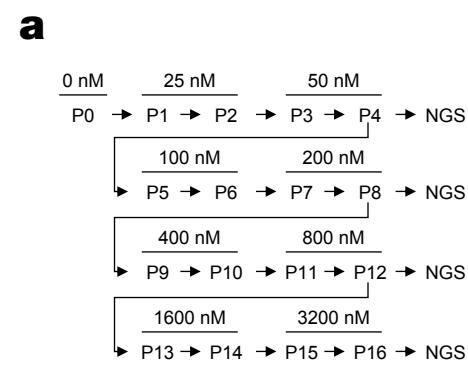 a
0 nM 25 nM 50 nM
P0 → P1 → P2 → P3 → P4 → NGS
100 nM 200 nM
P5 → P6 → P7 → P8 → NGS
400 nM 800 nM
P9 → P10 → P11 → P12 → NGS
1600 nM 3200 nM
P13 → P14 → P15 → P16 → NGS